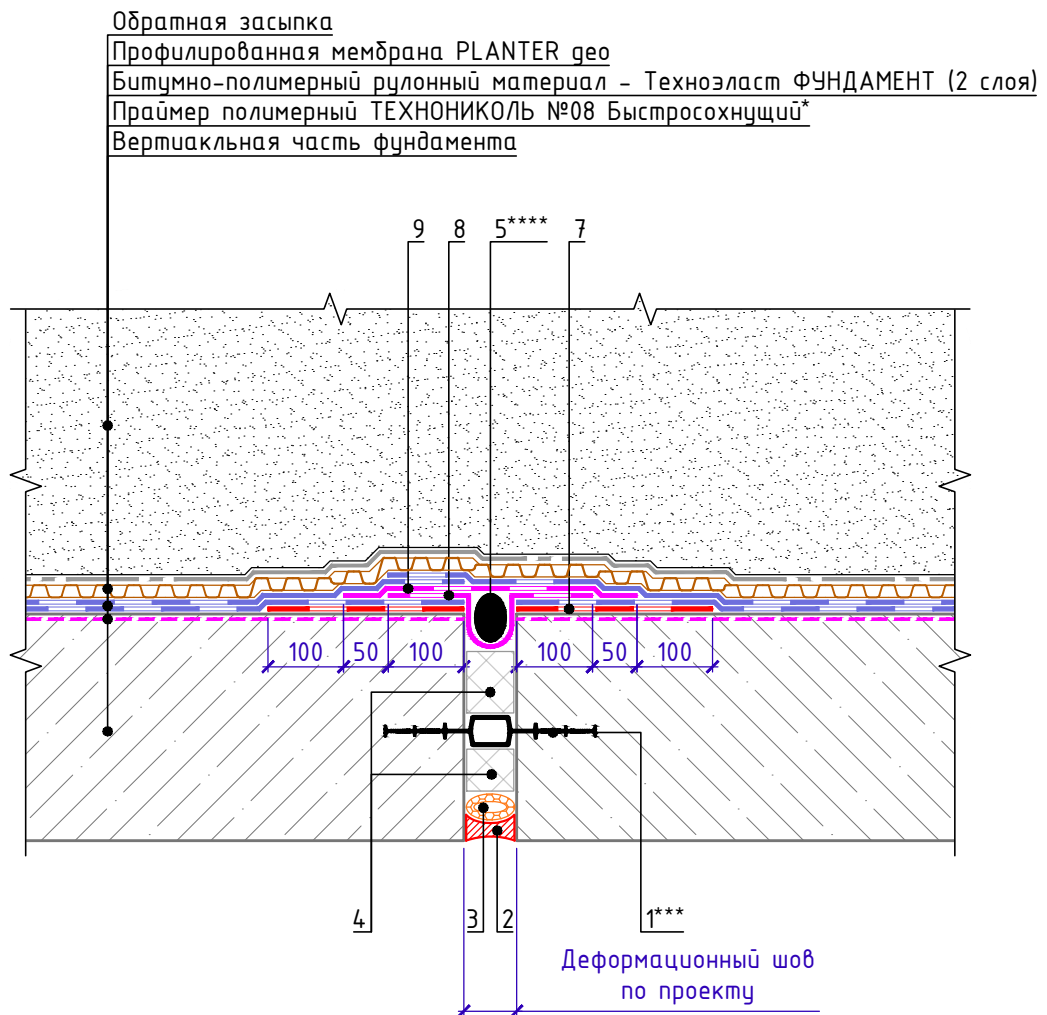 Обратная засыпка
Профилированная мембрана PLANTER geo
Битумно-полимерный рулонный материал - Техноэласт ФУНДАМЕНТ (2 слоя)
Праймер полимерный ТЕХНОНИКОЛЬ №08 Быстросохнущий*
Вертиакльная часть фундамента
9 8 5**** 7
100 50 100 100 50 100
4 3 2 1***
Деформационный шов
по проекту